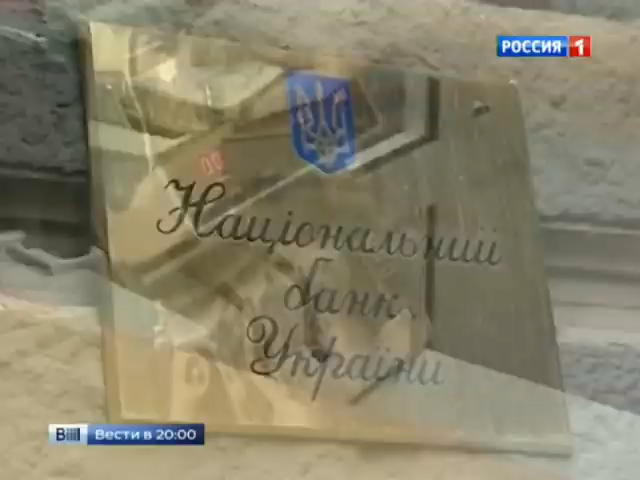 РОССИЯ 1
Національний
банк
України
Вести в 20:00